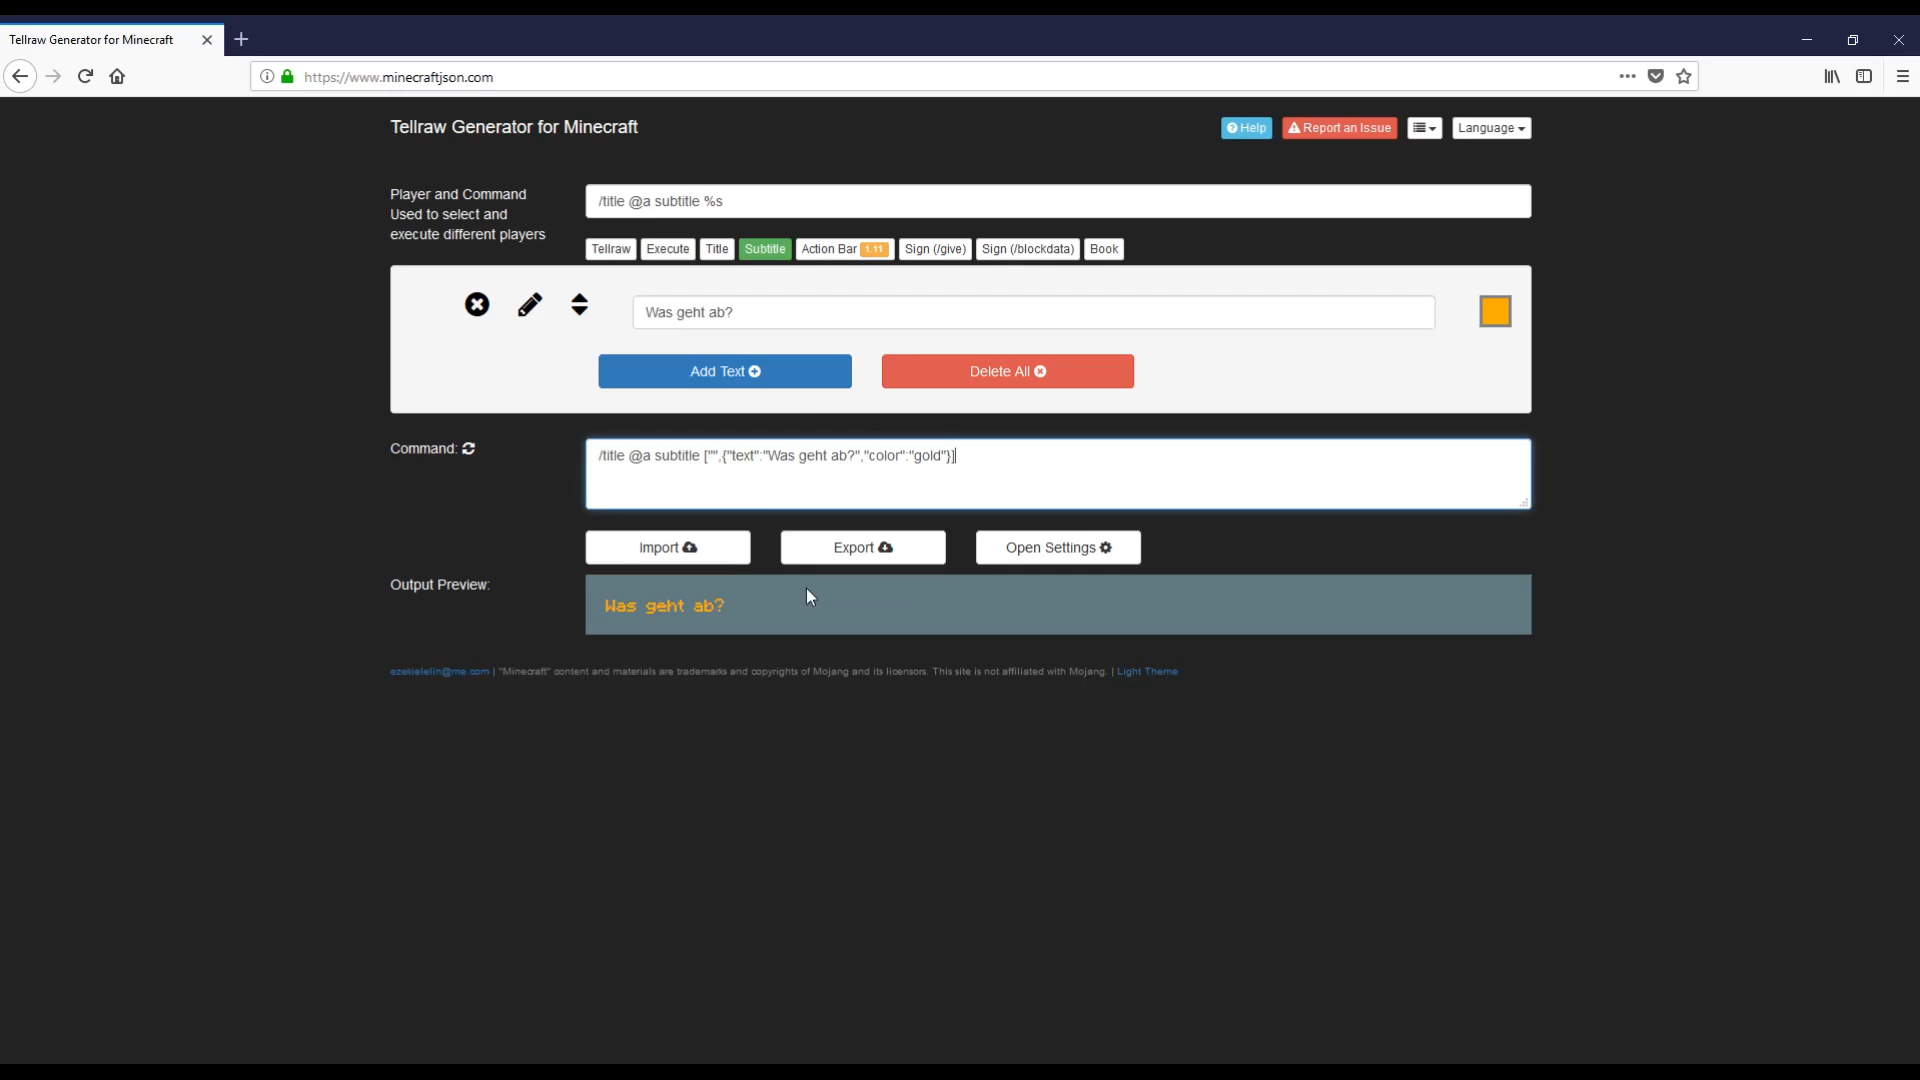 Tellraw Generator for Minecraft
https://www.minecraftjson.com
Tellraw Generator for Minecraft
Help
Report an Issue
Language
Player and Command
Used to select and
execute different players
/title @a subtitle %s
Tellraw
Execute
Title
Subtitle
Action Bar 1.11
Sign (/give)
Sign (/blockdata)
Book
Was geht ab?
Add Text
Delete All
Command:
/title @a subtitle ["",{"text":"Was geht ab?","color":"gold"}]
Import
Export
Open Settings
Output Preview:
Was geht ab?
ezekielelin@me.com | "Minecraft" content and materials are trademarks and copyrights of Mojang and its licensors. This site is not affiliated with Mojang. | Light Theme